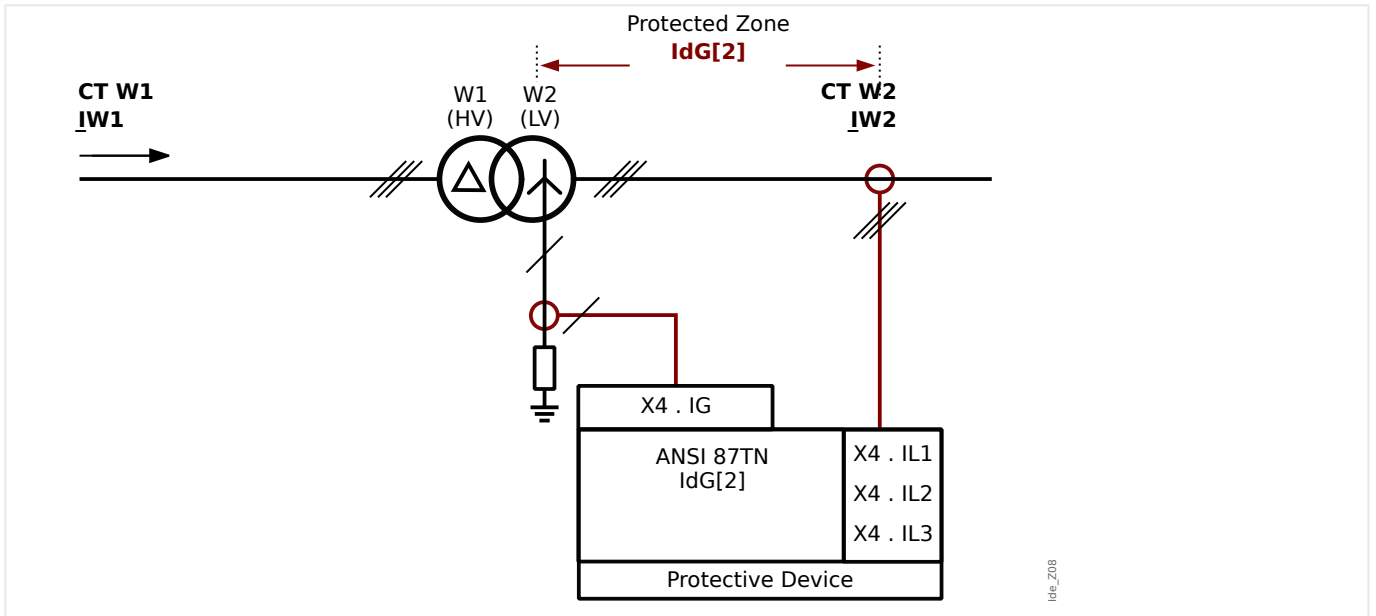 Protected Zone
IdG[2]
CT W1
IW1
W1
(HV)
W2
(LV)
CT W2
IW2
X4 . IG
ANSI 87TN
IdG[2]
X4 . IL1
X4 . IL2
X4 . IL3
Protective Device
Ide_Z08